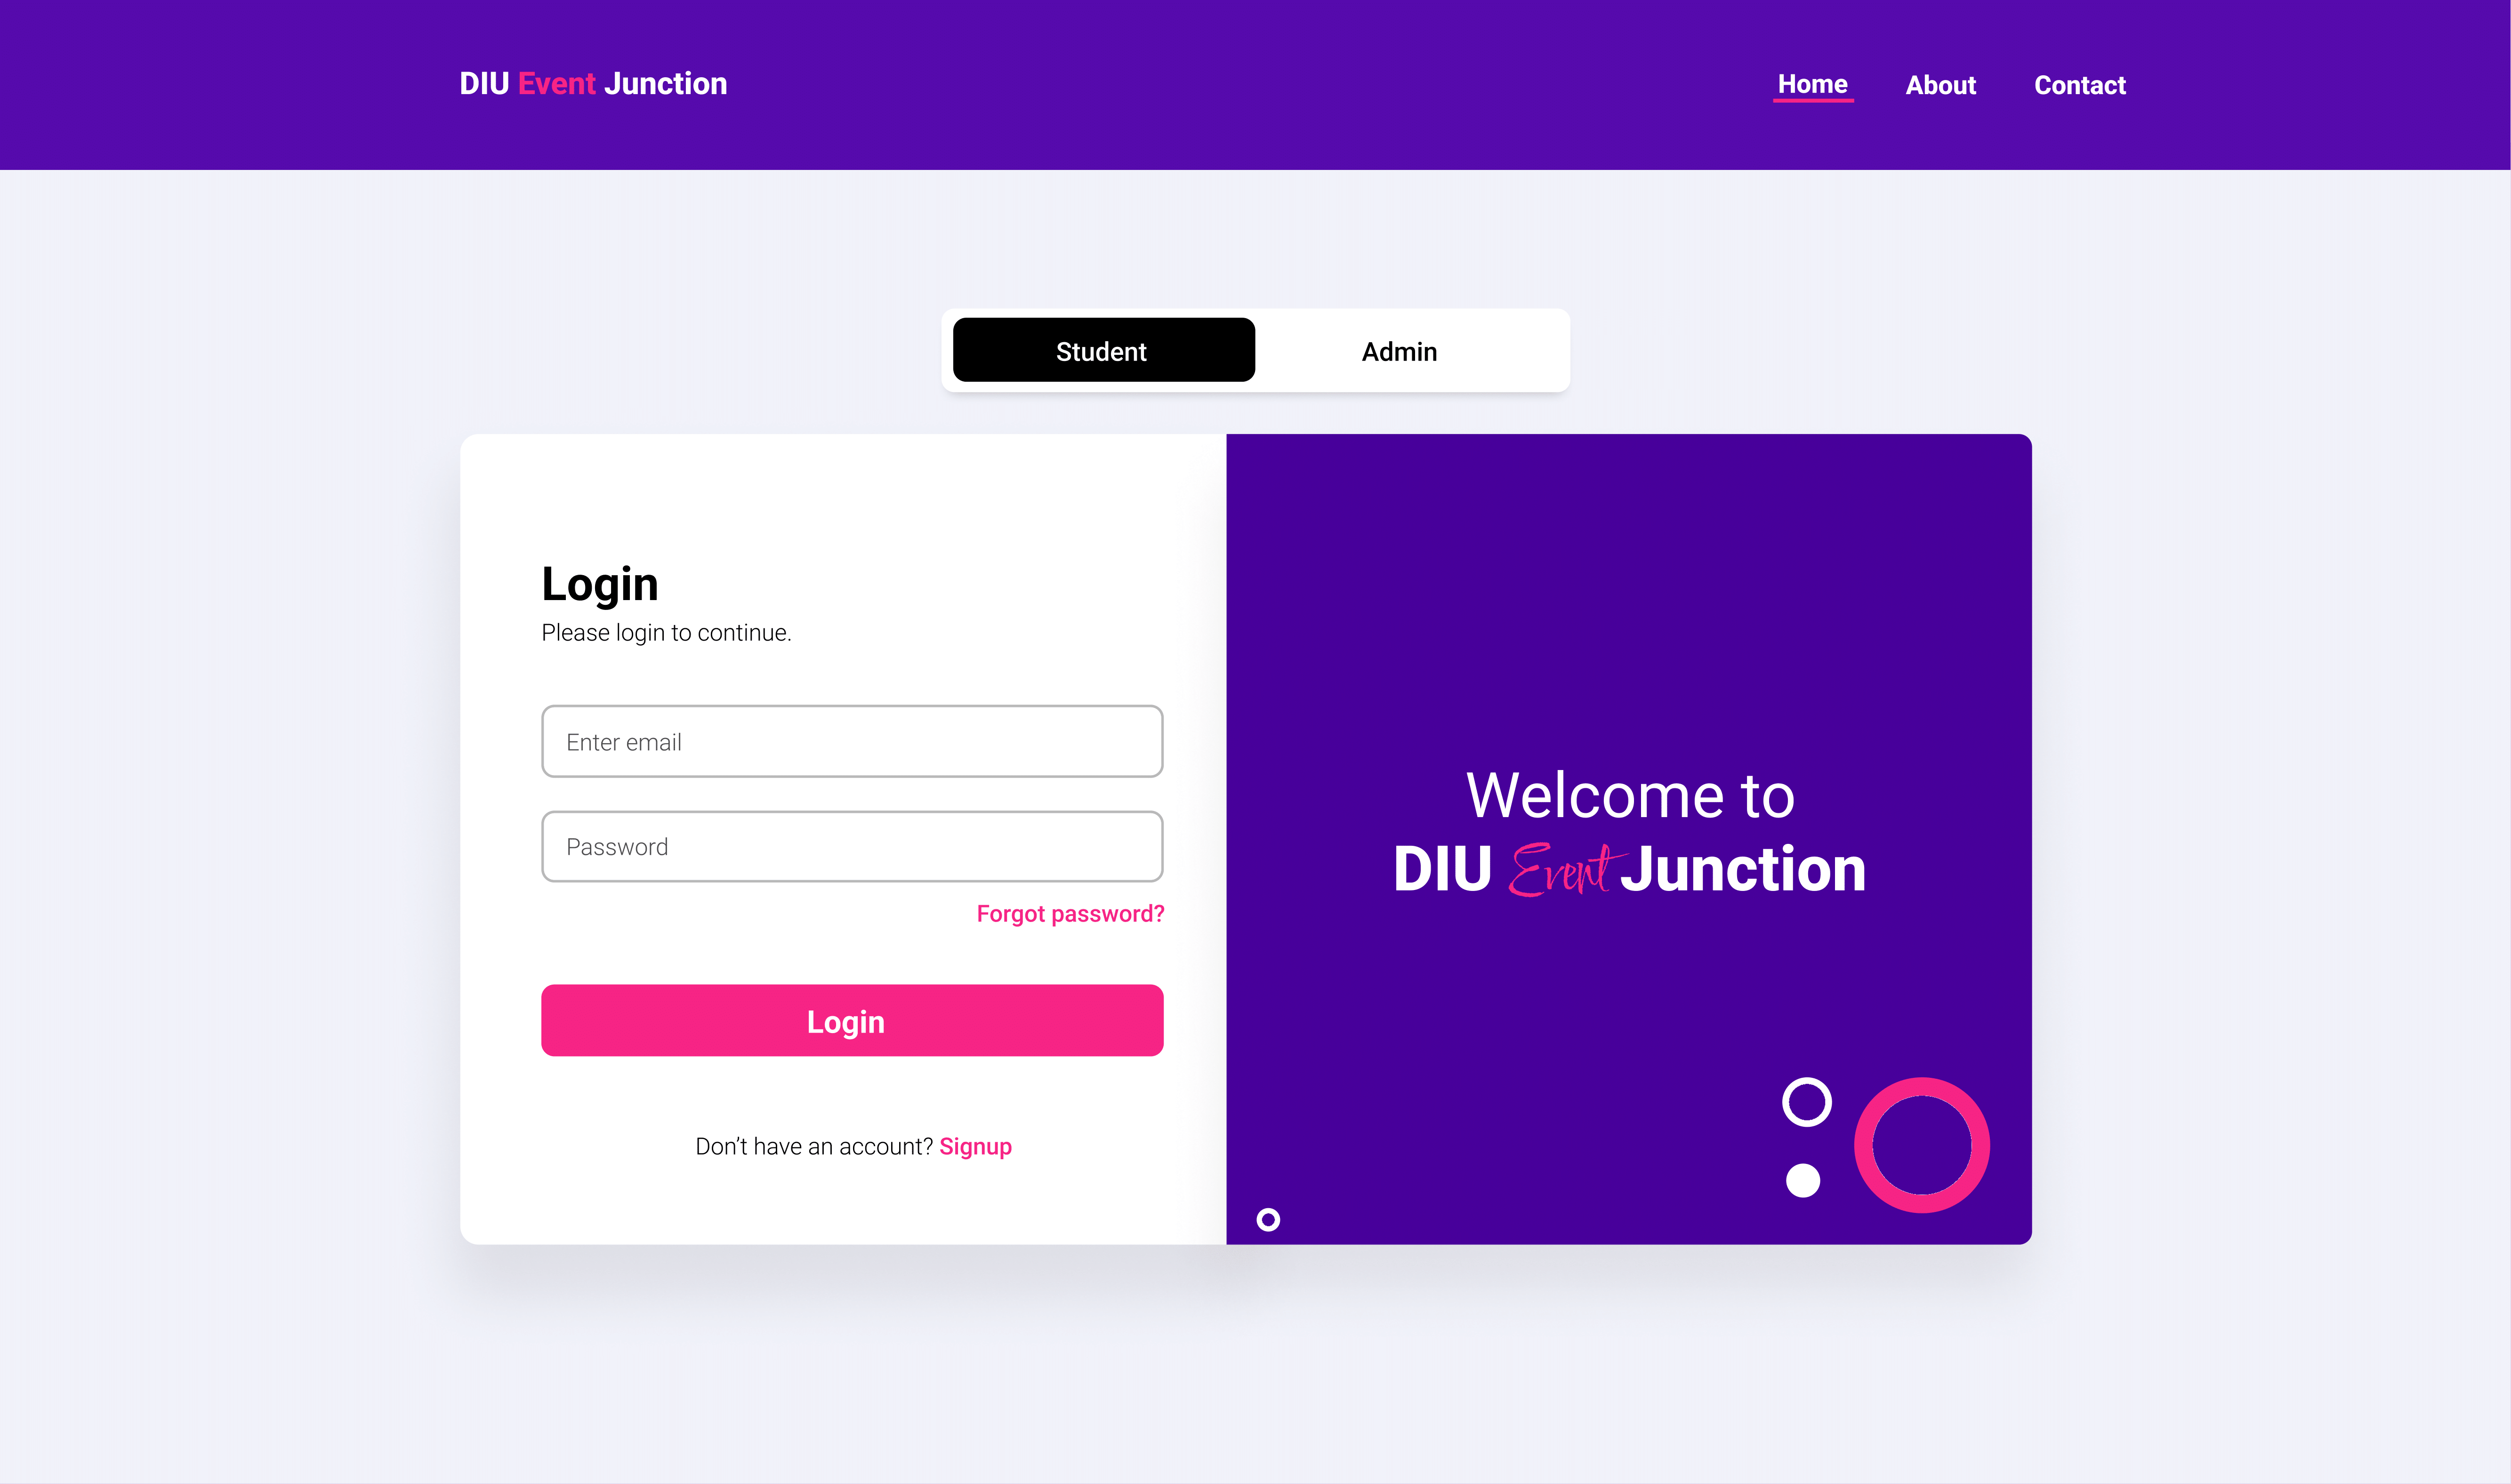 DIU Event Junction
Home About Contact
Student Admin
Login
Please login to continue.
Enter email
Password
Forgot password?
Login
Don’t have an account? Signup
Welcome to
DIU Event Junction